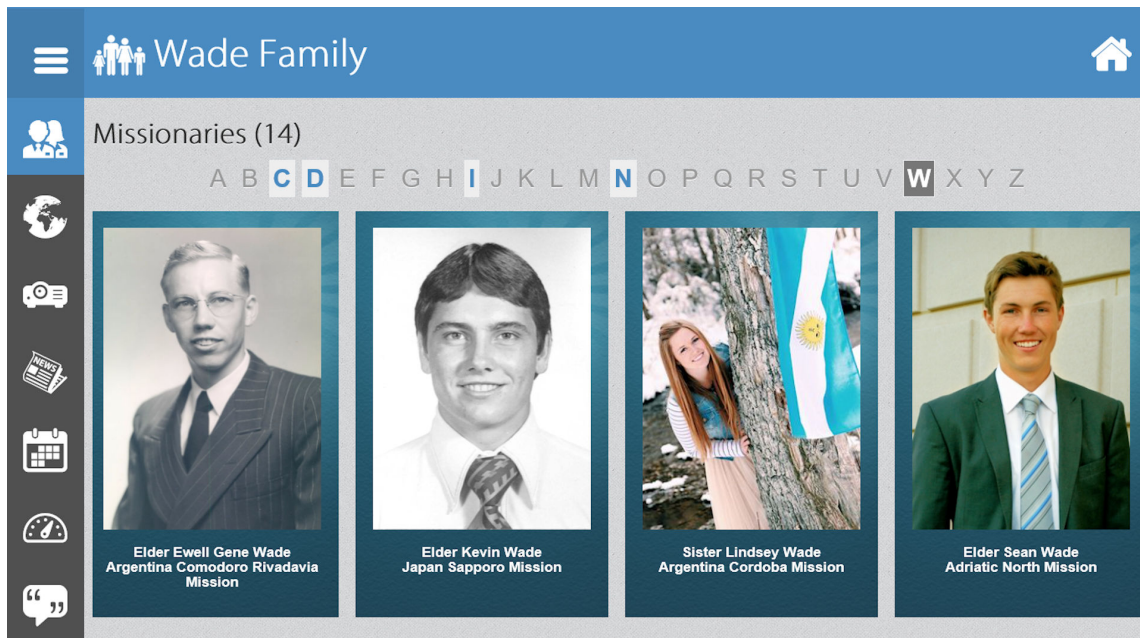 Wade Family
Missionaries (14)
A B C D E F G H I J K L M N O P Q R S T U V W X Y Z
NEWS
Elder Ewell Gene Wade
Argentina Comodoro Rivadavia
Mission
Elder Kevin Wade
Japan Sapporo Mission
Sister Lindsey Wade
Argentina Cordoba Mission
Elder Sean Wade
Adriatic North Mission